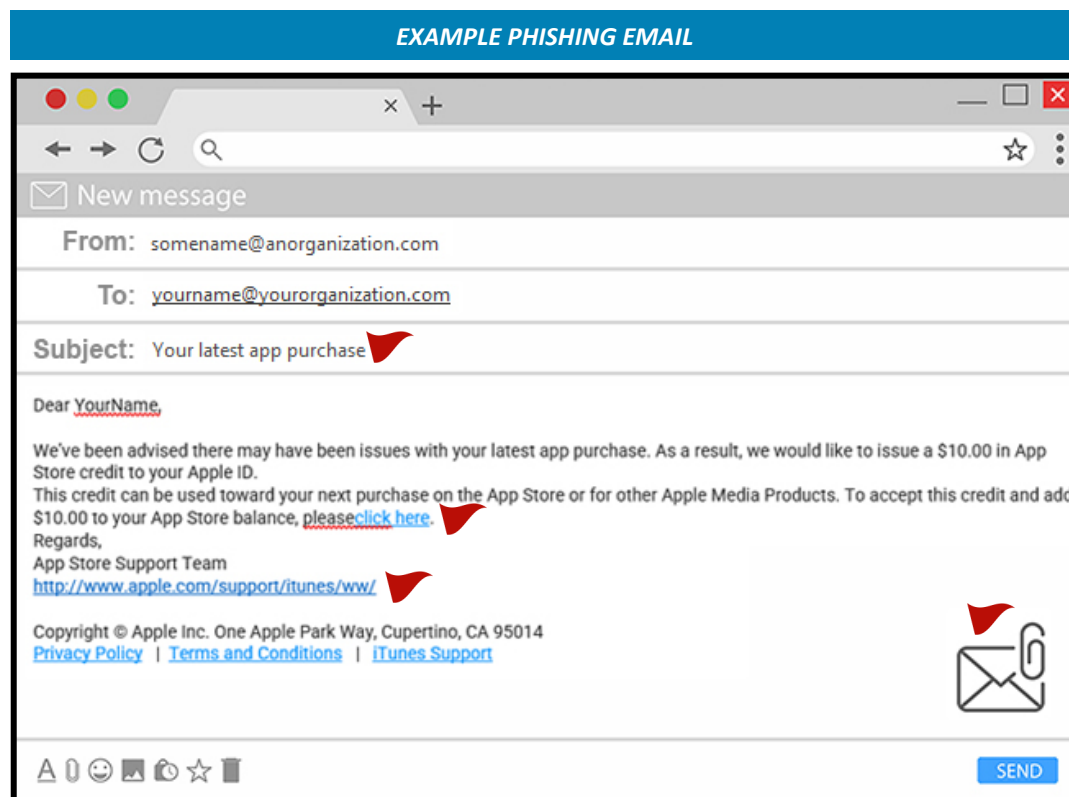 EXAMPLE PHISHING EMAIL
New message
From: somename@anorganization.com
To: yourname@yourorganization.com
Subject: Your latest app purchase
Dear YourName,
We've been advised there may have been issues with your latest app purchase. As a result, we would like to issue a $10.00 in App
Store credit to your Apple ID.
This credit can be used toward your next purchase on the App Store or for other Apple Media Products. To accept this credit and add
$10.00 to your App Store balance, pleaseclick here.
Regards,
App Store Support Team
http://www.apple.com/support/itunes/ww/
Copyright © Apple Inc. One Apple Park Way, Cupertino, CA 95014
Privacy Policy | Terms and Conditions | iTunes Support
A
SEND